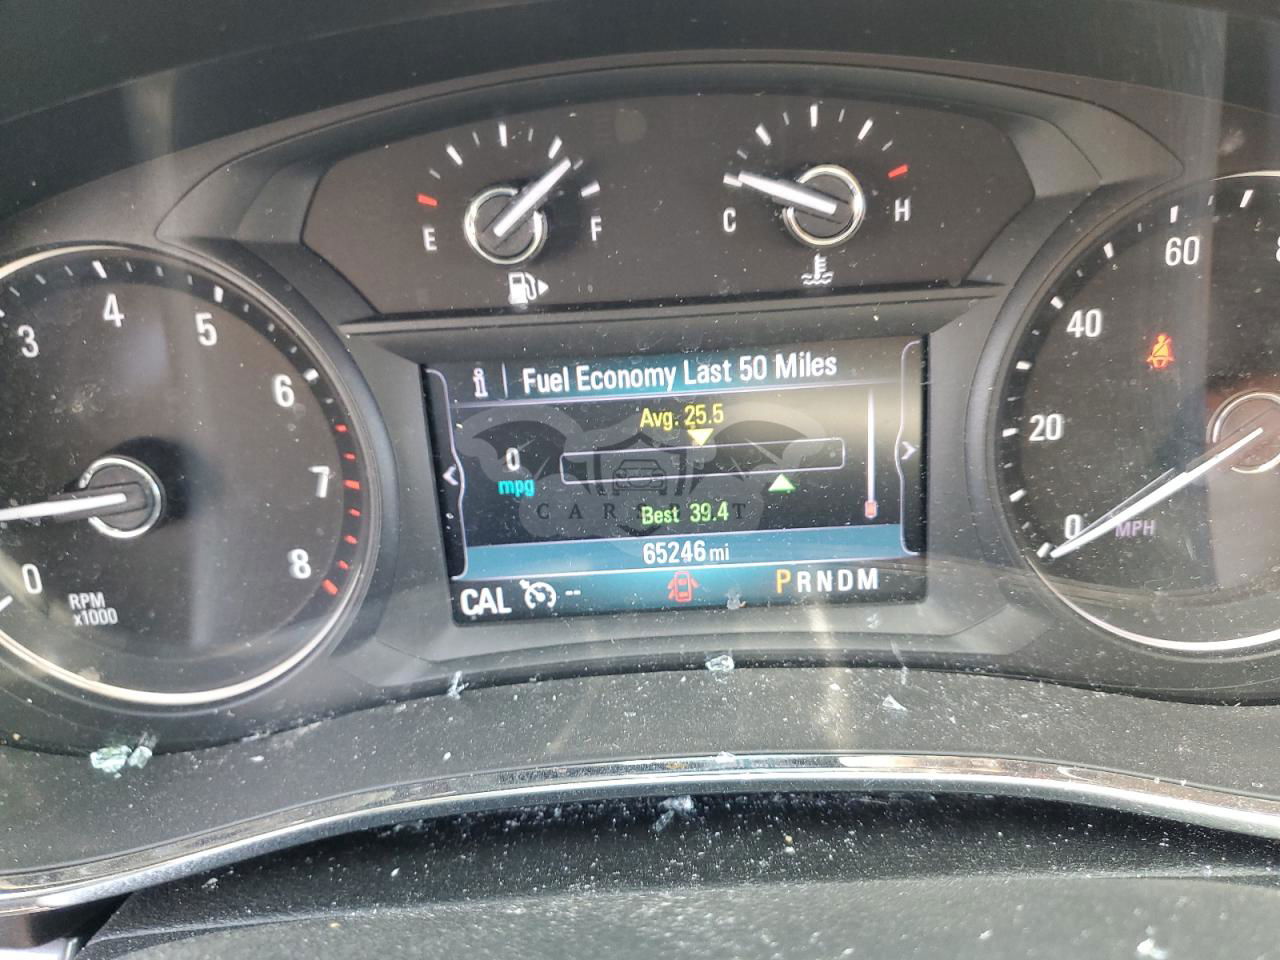 E
F
C
H
3
4
5
6
7
8
0
RPM
x1000
Fuel Economy Last 50 Miles
Avg. 25.5
0
mpg
Best 39.4
65246 mi
CAL
--
PRNDM
60
40
20
0
MPH